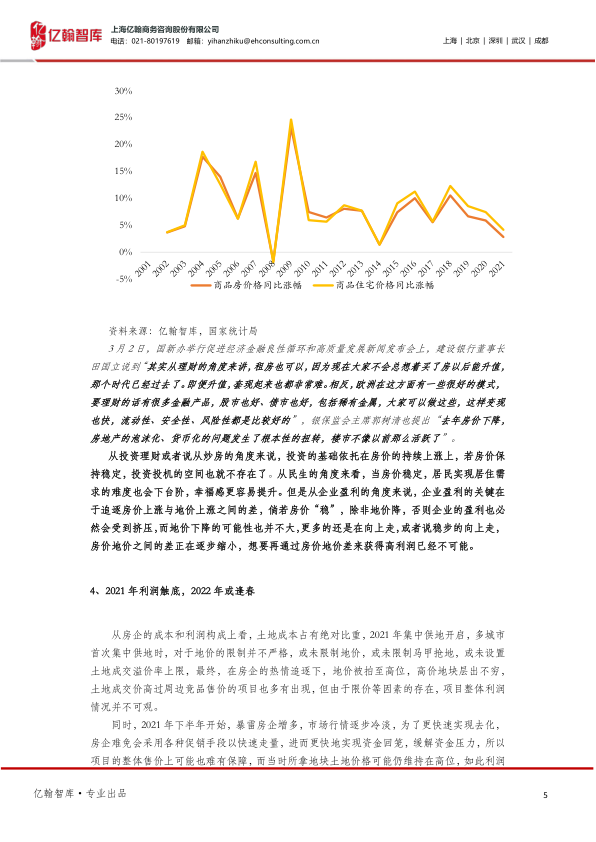 亿翰智库
上海亿翰商务咨询股份有限公司
电话：021-80197619 邮箱：yihanzhiku@ehconsulting.com.cn
上海 | 北京 | 深圳 | 武汉 | 成都
30%
25%
20%
15%
10%
5%
0%
-5%
2001 2002 2003 2004 2005 2006 2007 2008 2009 2010 2011 2012 2013 2014 2015 2016 2017 2018 2019 2020 2021
商品房价格同比涨幅 商品住宅价格同比涨幅
资料来源：亿翰智库，国家统计局
3 月 2 日，国新办举行促进经济金融良性循环和高质量发展新闻发布会上，建设银行董事长
田国立说到“其实从理财的角度来讲，租房也可以，因为现在大家不会总想着买了房以后能升值，
那个时代已经过去了。即便升值，套现起来也都非常难。相反，欧洲在这方面有一些很好的模式，
要理财的话有很多金融产品，股市也好、债市也好，包括稀有金属，大家可以做这些，这样变现
也快，流动性、安全性、风险性都是比较好的”，银保监会主席郭树清也提出“去年房价下降，
房地产的泡沫化、货币化的问题发生了根本性的扭转，楼市不像以前那么活跃了”。
从投资理财或者说从炒房的角度来说，投资的基础依托在房价的持续上涨上，若房价保
持稳定，投资投机的空间也就不存在了。从民生的角度来看，当房价稳定，居民实现居住需
求的难度也会下台阶，幸福感更容易提升。但是从企业盈利的角度来说，企业盈利的关键在
于追逐房价上涨与地价上涨之间的差，倘若房价“稳”，除非地价降，否则企业的盈利也必
然会受到挤压，而地价下降的可能性也并不大，更多的还是在向上走，或者说稳步的向上走，
房价地价之间的差正在逐步缩小，想要再通过房价地价差来获得高利润已经不可能。
4、2021 年利润触底，2022 年或逢春
从房企的成本和利润构成上看，土地成本占有绝对比重，2021 年集中供地开启，多城市
首次集中供地时，对于地价的限制并不严格，或未限制地价，或未限制马甲抢地，或未设置
土地成交溢价率上限，最终，在房企的热情追逐下，地价被抬至高位，高价地块层出不穷，
土地成交价高过周边竞品售价的项目也多有出现，但由于限价等因素的存在，项目整体利润
情况并不可观。
同时，2021 年下半年开始，暴雷房企增多，市场行情逐步冷淡，为了更快速实现去化，
房企难免会采用各种促销手段以快速走量，进而更快地实现资金回笼，缓解资金压力，所以
项目的整体售价上可能也难有保障，而当时所拿地块土地价格可能仍维持在高位，如此利润
亿翰智库•专业出品
5